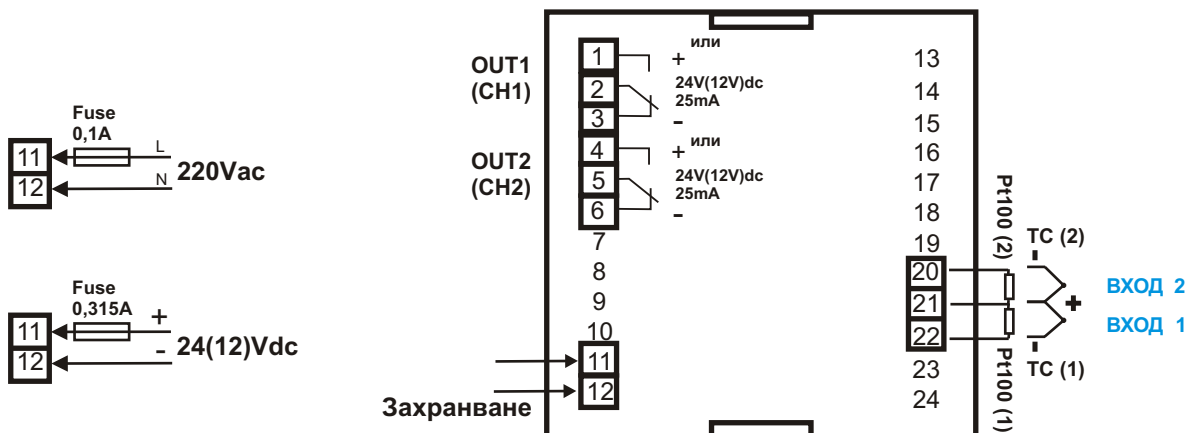 Fuse
0,1A
11
L
220Vac
12
N
Fuse
0,315A
11
+
24(12)Vdc
12
-
OUT1
(CH1)
1
+ или
2
24V(12V)dc
25mA
3
-
OUT2
(CH2)
4
+ или
5
24V(12V)dc
25mA
6
-
7
8
9
10
11
12
Захранване
13
14
15
16
17
18
19
20
21
22
23
24
Pt100 (2)
Pt100 (1)
-
TC (2)
+
-
TC (1)
ВХОД 2
ВХОД 1